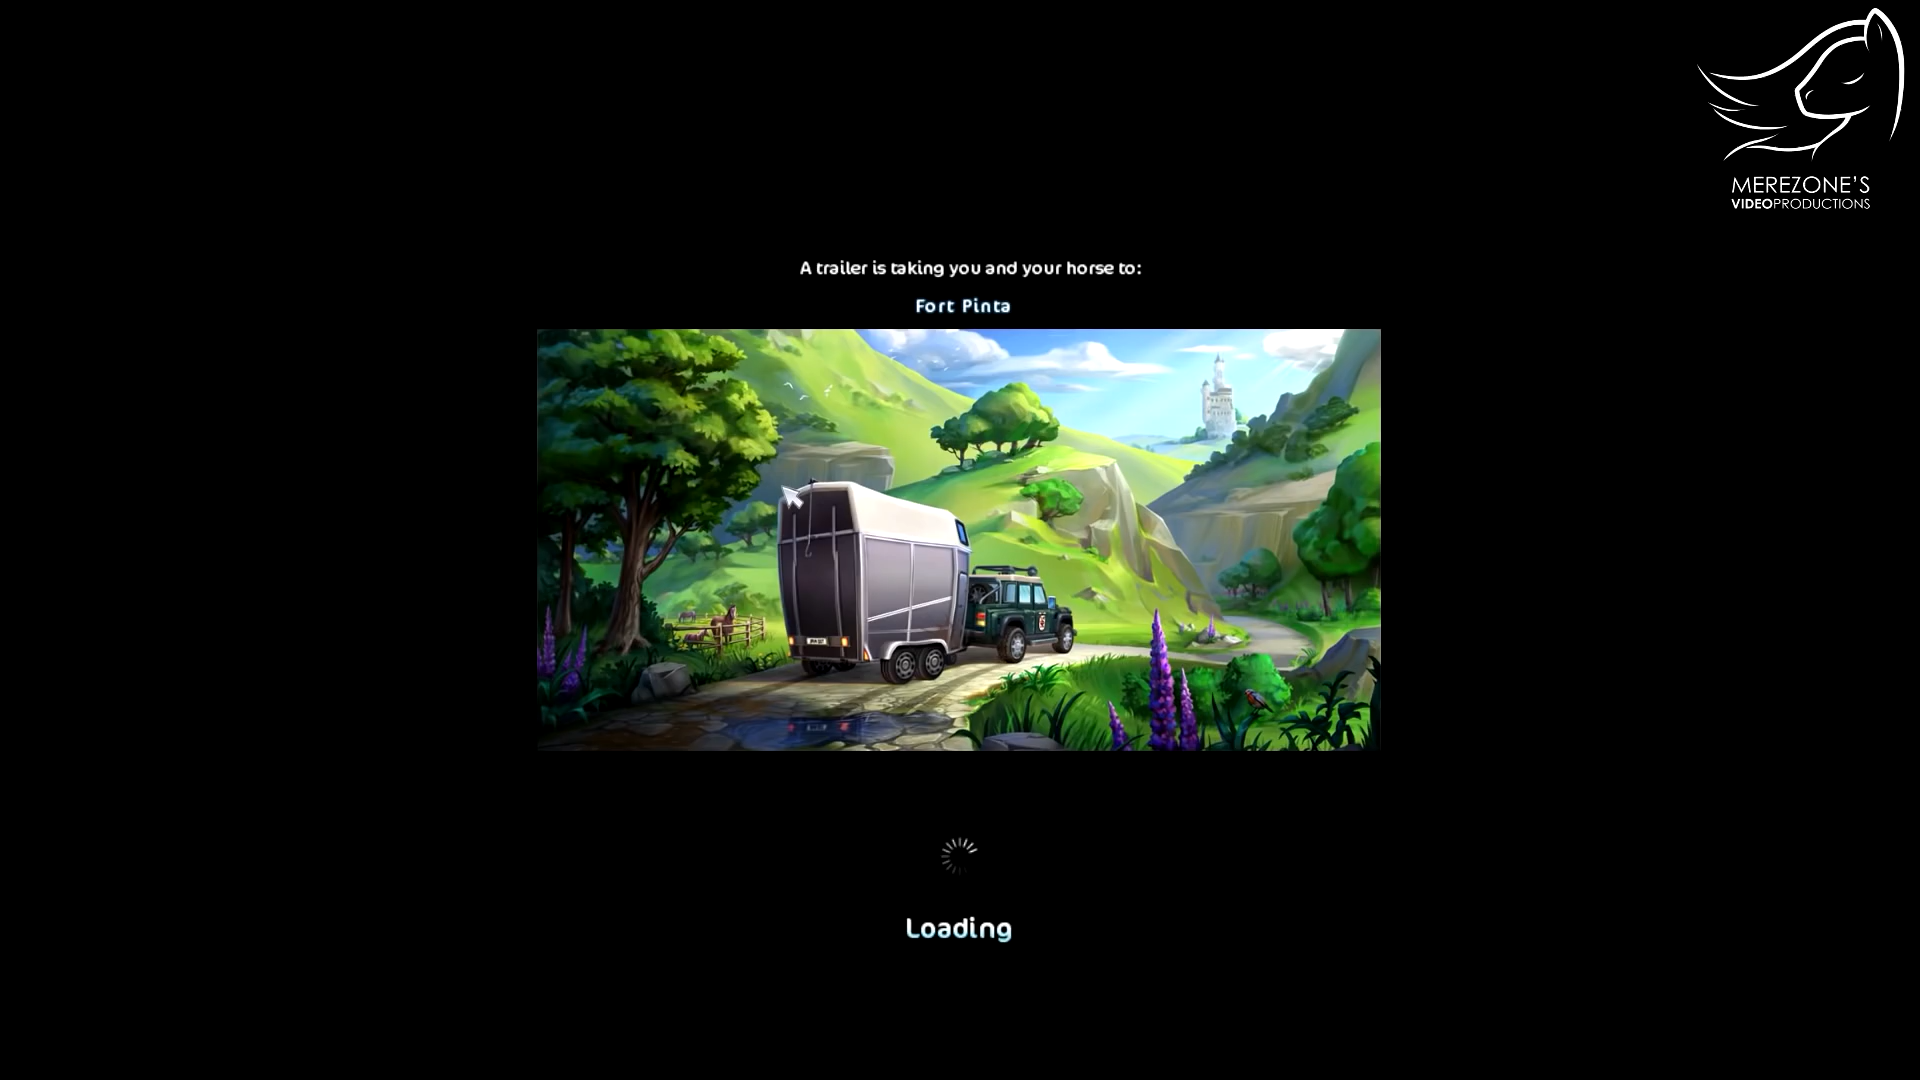 MEREZONE'S
VIDEOPRODUCTIONS
A trailer is taking you and your horse to:
Fort Pinta
Loading